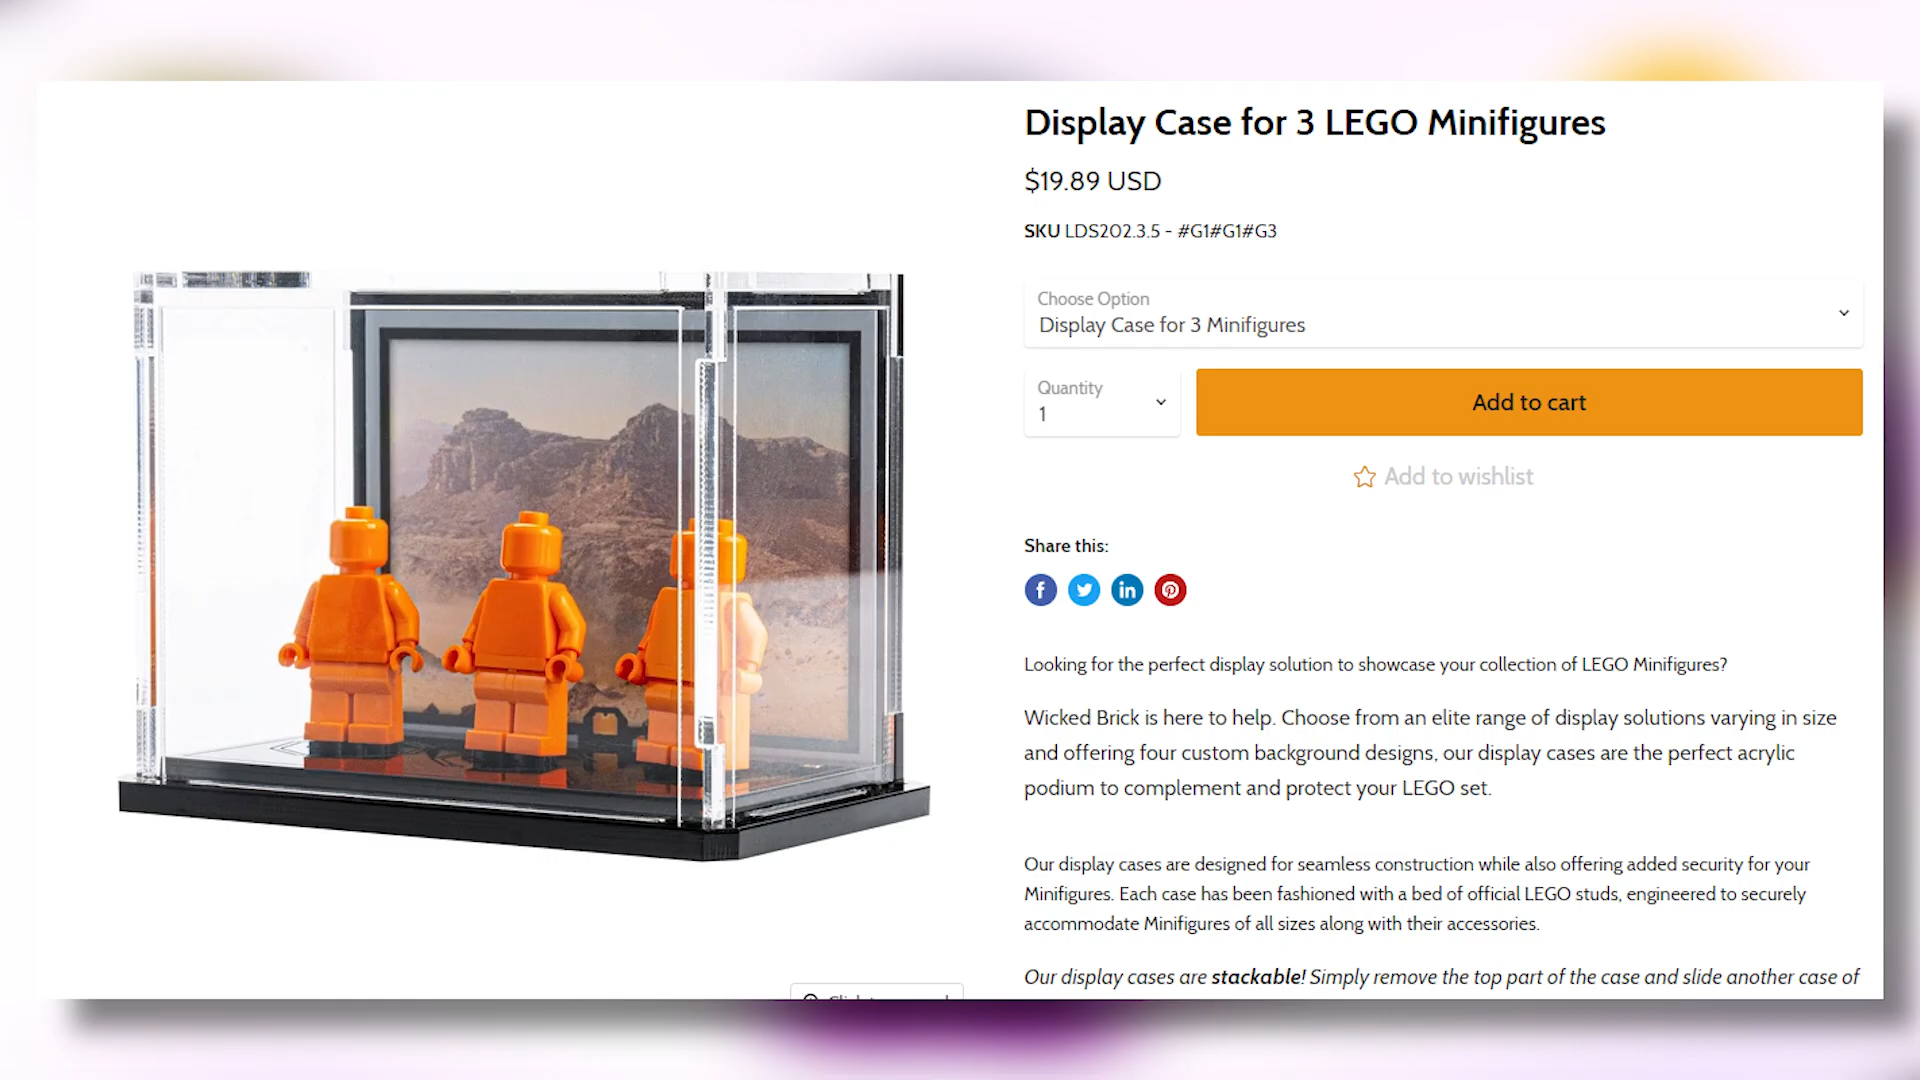 Display Case for 3 LEGO Minifigures
$19.89 USD
SKU LDS202.3.5 - #G1#G1#G3
Choose Option
Display Case for 3 Minifigures
Quantity
1
Add to cart
Add to wishlist
Share this:
Looking for the perfect display solution to showcase your collection of LEGO Minifigures?
Wicked Brick is here to help. Choose from an elite range of display solutions varying in size
and offering four custom background designs, our display cases are the perfect acrylic
podium to complement and protect your LEGO set.
Our display cases are designed for seamless construction while also offering added security for your
Minifigures. Each case has been fashioned with a bed of official LEGO studs, engineered to securely
accommodate Minifigures of all sizes along with their accessories.
Our display cases are stackable! Simply remove the top part of the case and slide another case of